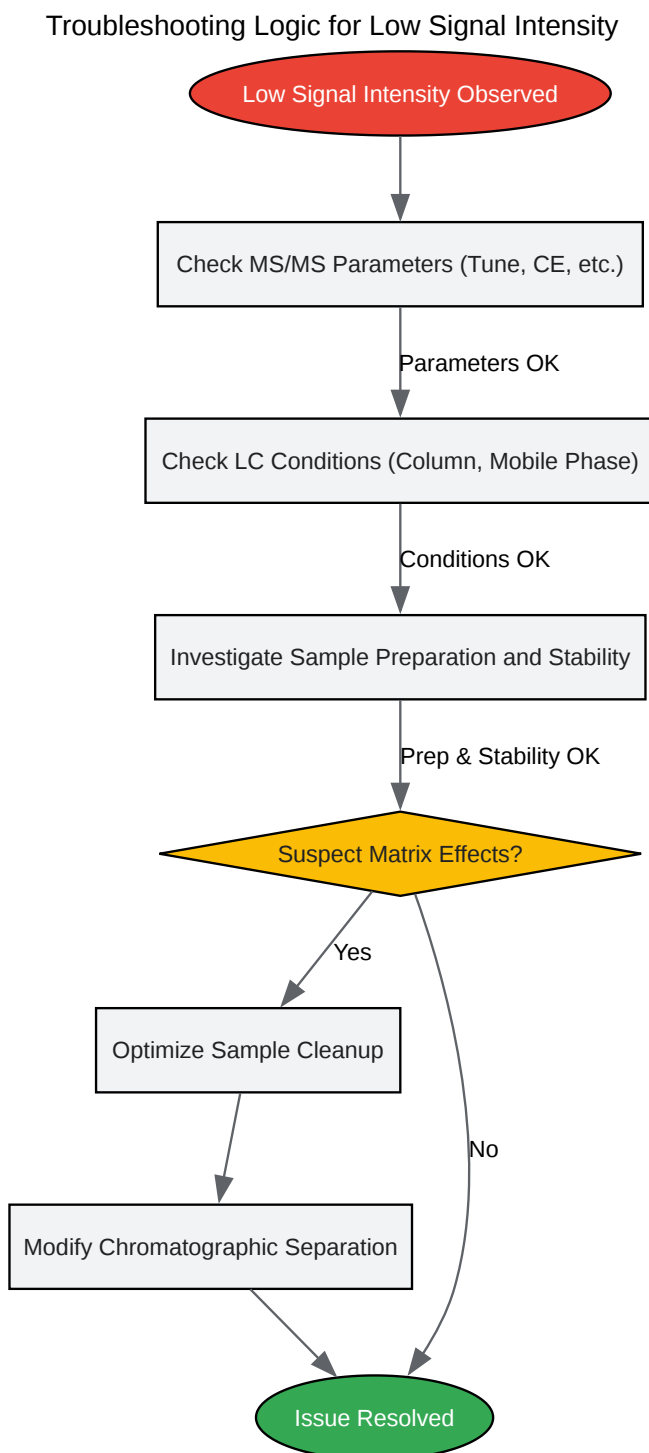 Troubleshooting Logic for Low Signal Intensity
Low Signal Intensity Observed
Check MS/MS Parameters (Tune, CE, etc.)
Parameters OK
Check LC Conditions (Column, Mobile Phase)
Conditions OK
Investigate Sample Preparation and Stability
Prep & Stability OK
Suspect Matrix Effects?
Yes
Optimize Sample Cleanup
No
Modify Chromatographic Separation
Issue Resolved